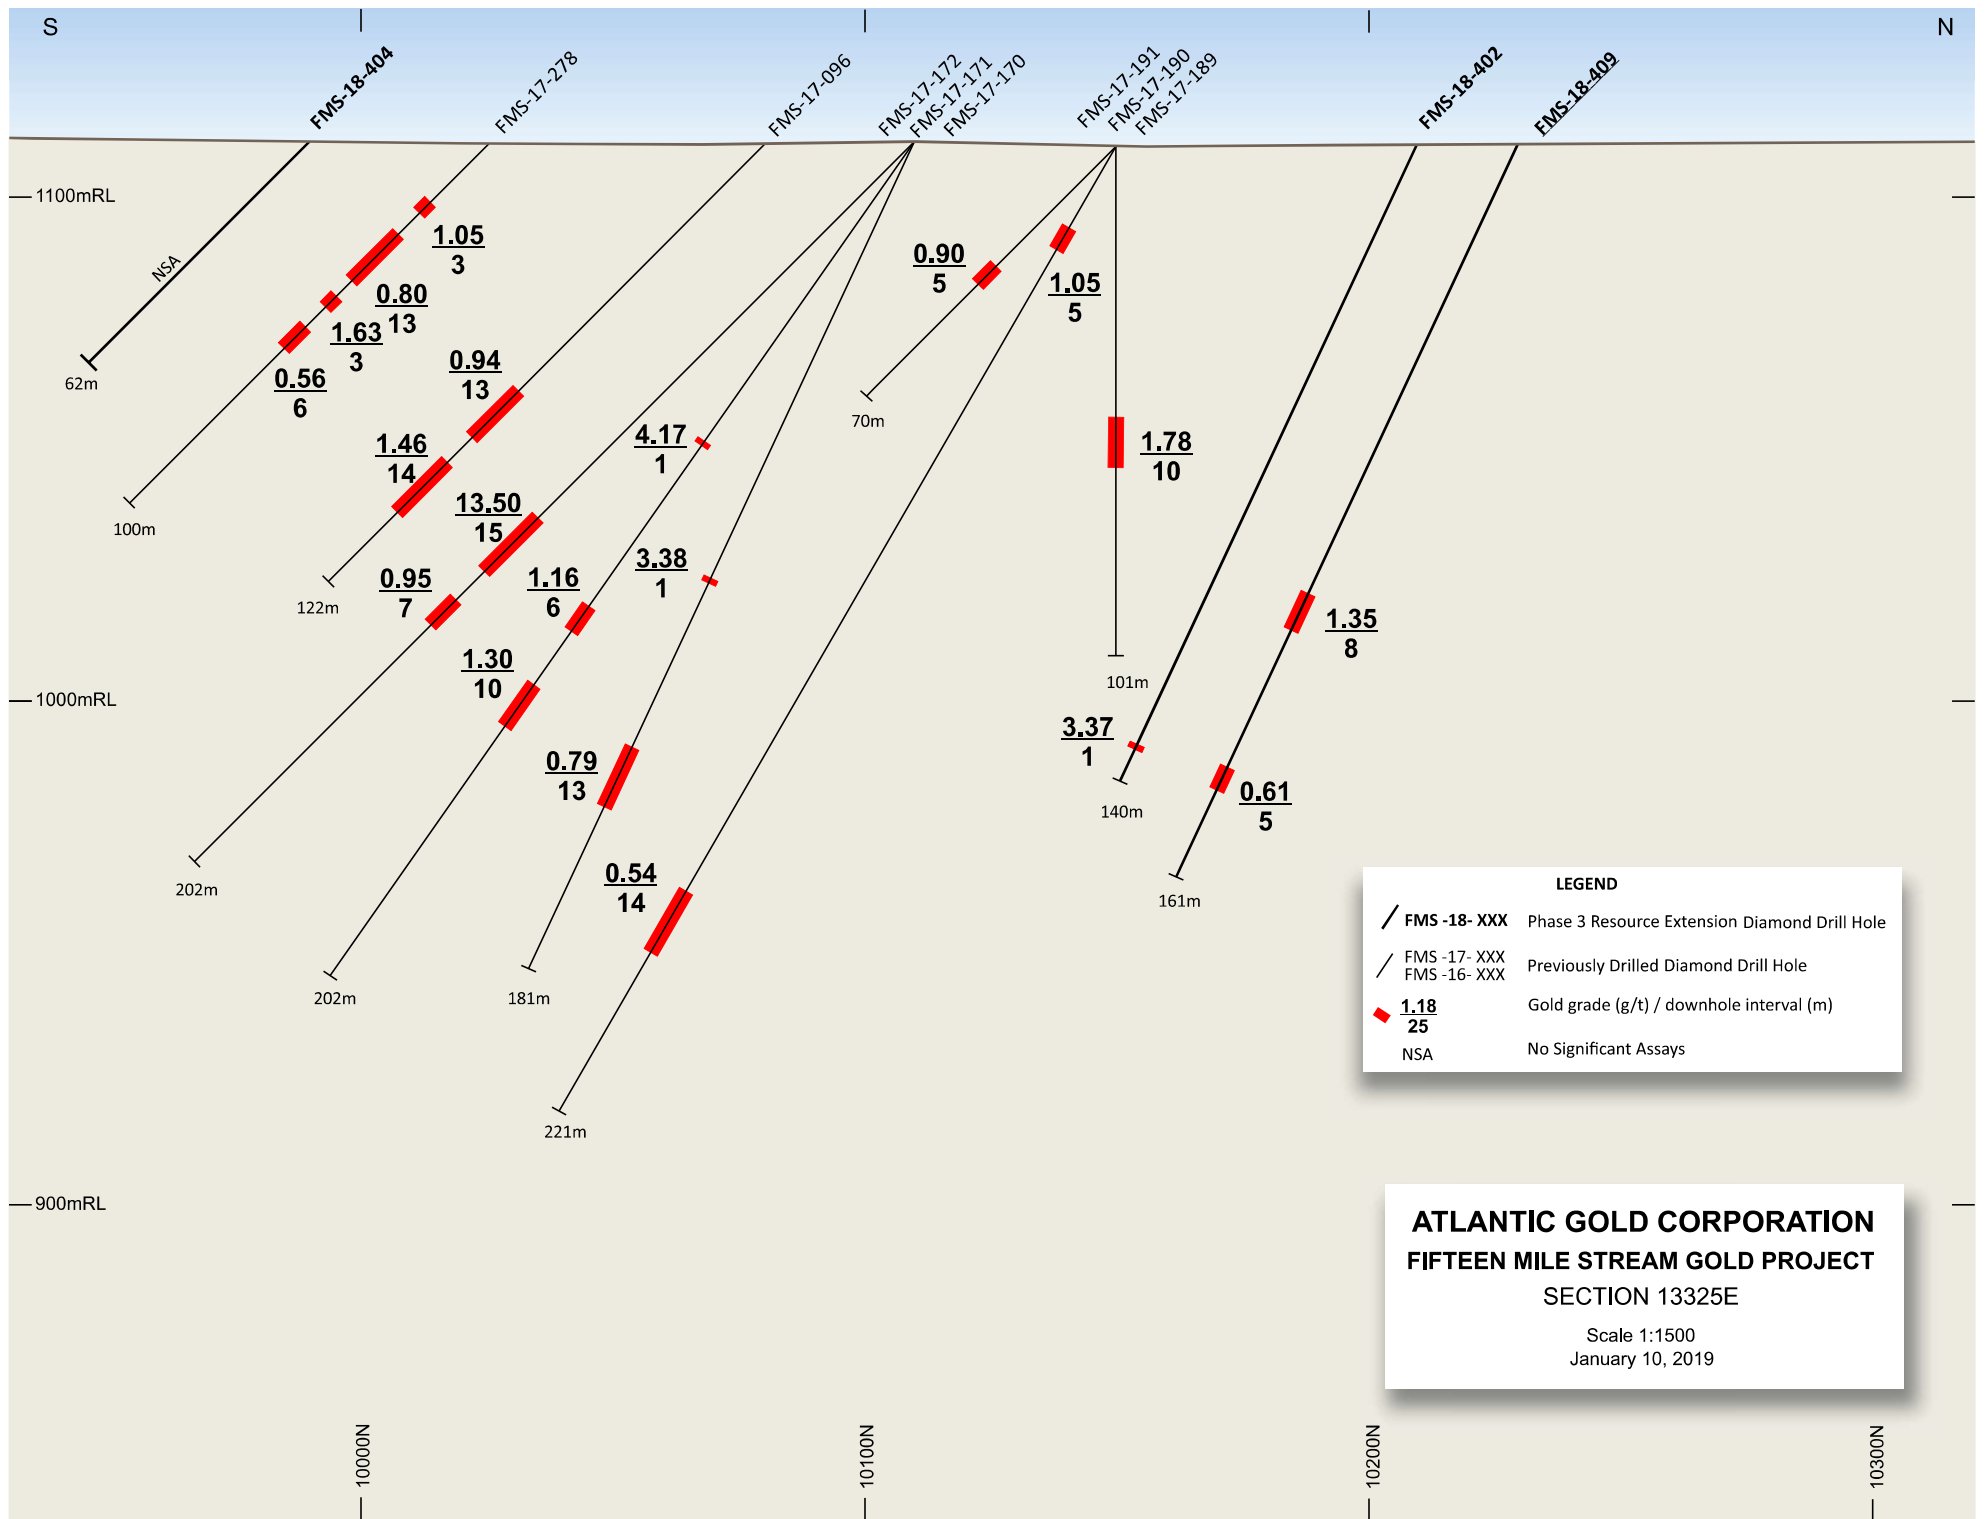 S
N
FMS-18-404
FMS-17-278
FMS-17-096
FMS-17-172
FMS-17-171
FMS-17-170
FMS-17-191
FMS-17-190
FMS-17-189
FMS-18-402
FMS-18-409
1100mRL
NSA
62m
1.05
3
0.80
13
1.63
3
0.56
6
100m
0.94
13
1.46
14
122m
13.50
15
0.95
7
202m
4.17
1
1.16
6
1.30
10
202m
3.38
1
0.79
13
181m
0.90
5
70m
1.05
5
0.54
14
221m
1.78
10
101m
3.37
1
140m
1.35
8
0.61
5
161m
1000mRL
900mRL
LEGEND
FMS -18- XXX Phase 3 Resource Extension Diamond Drill Hole
FMS -17- XXX
FMS -16- XXX
Previously Drilled Diamond Drill Hole
1.18
25
Gold grade (g/t) / downhole interval (m)
NSA No Significant Assays
ATLANTIC GOLD CORPORATION
FIFTEEN MILE STREAM GOLD PROJECT
SECTION 13325E
Scale 1:1500
January 10, 2019
10000N
10100N
10200N
10300N